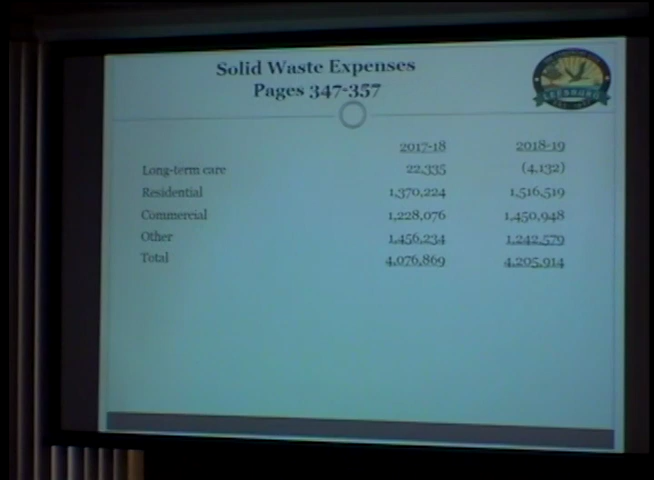 Solid Waste Expenses
Pages 347-357
LEESBURG
2017-18 2018-19
Long-term care 22,335 (4,132)
Residential 1,370,224 1,516,519
Commercial 1,228,076 1,450,948
Other 1,456,234 1,242,579
Total 4,076,869 4,205,914